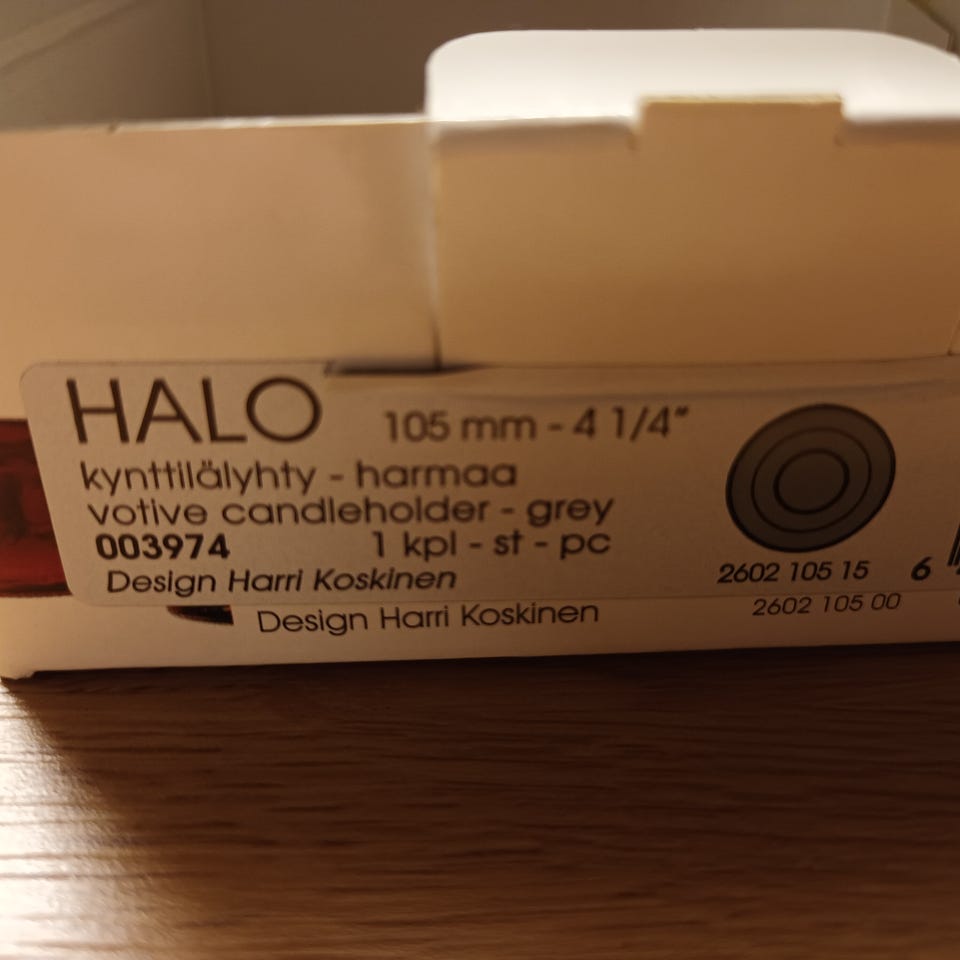 HALO 105 mm - 4 1/4"
kynttilälyhty - harmaa
votive candleholder - grey
003974 1 kpl - st - pc
Design Harri Koskinen
2602 105 15 6
Design Harri Koskinen
2602 105 00